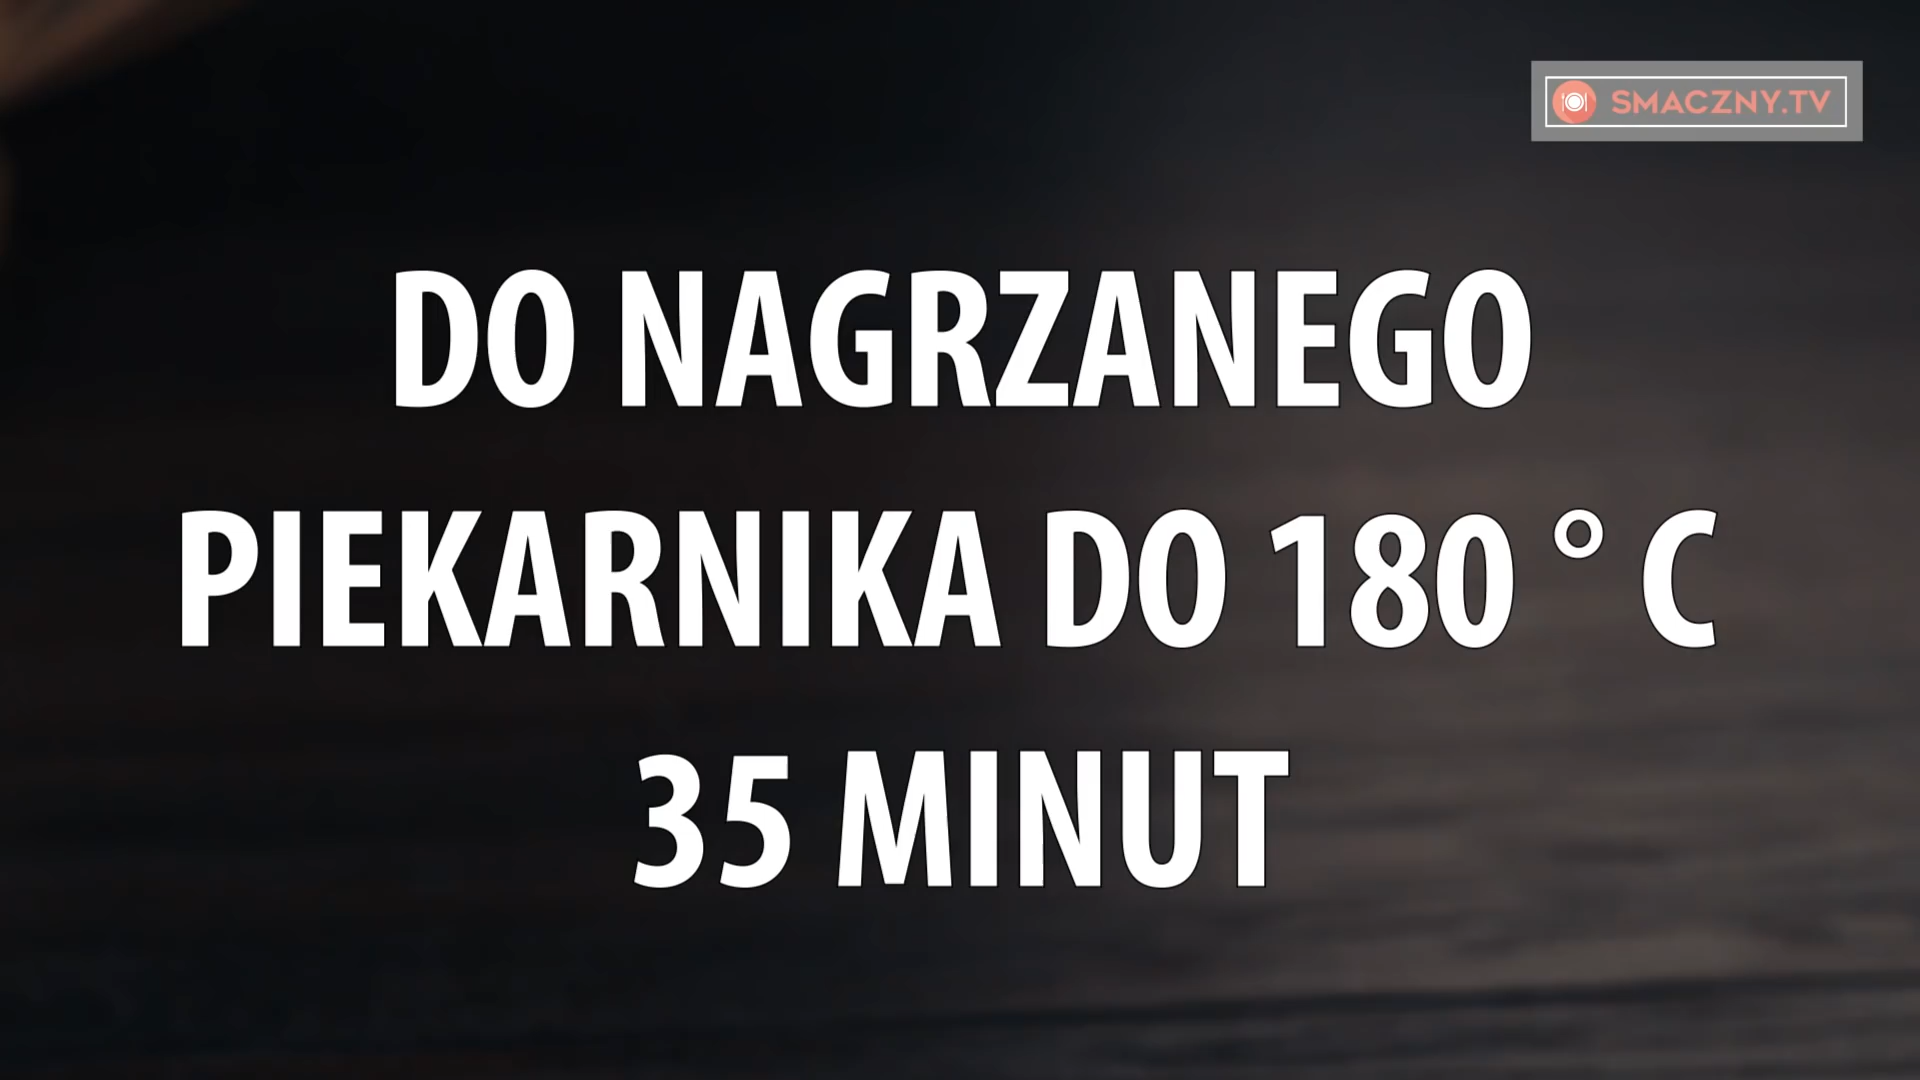 SMACZNY.TV
DO NAGRZANEGO
PIEKARNIKA DO 180 ° C
35 MINUT